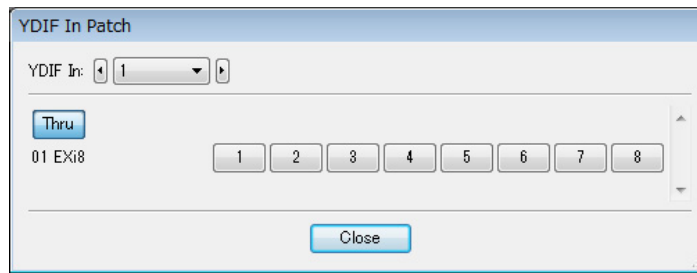 YDIF In Patch
YDIF In: 1
Thru
01 EXi8 1 2 3 4 5 6 7 8
Close